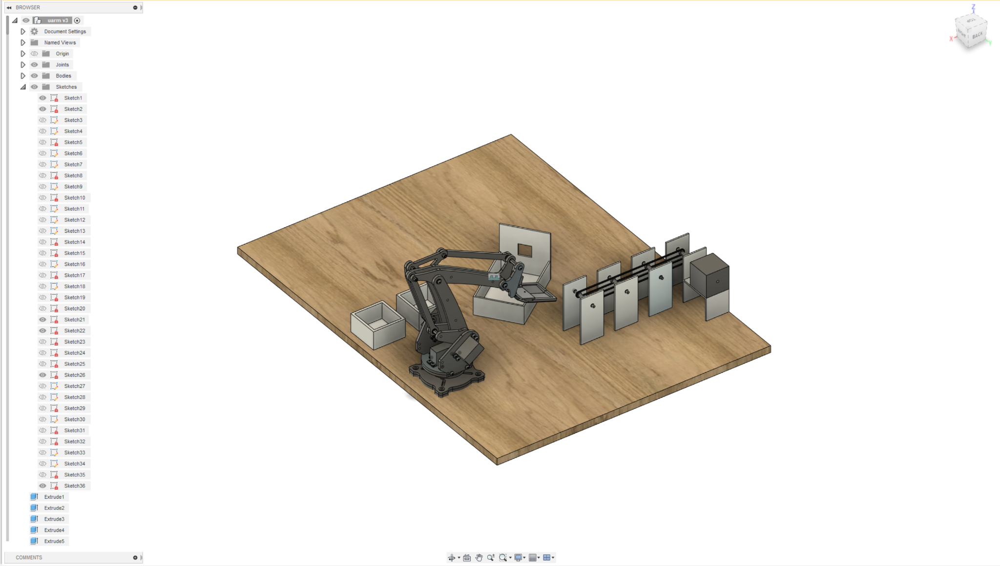 BROWSER
uarm v3
Document Settings
Named Views
Origin
Joints
Bodies
Sketches
Sketch1
Sketch2
Sketch3
Sketch4
Sketch5
Sketch6
Sketch7
Sketch8
Sketch9
Sketch10
Sketch11
Sketch12
Sketch13
Sketch14
Sketch15
Sketch16
Sketch17
Sketch18
Sketch19
Sketch20
Sketch21
Sketch22
Sketch23
Sketch24
Sketch25
Sketch26
Sketch27
Sketch28
Sketch29
Sketch30
Sketch31
Sketch32
Sketch33
Sketch34
Sketch35
Sketch36
Extrude1
Extrude2
Extrude3
Extrude4
Extrude5
COMMENTS
Z
TOP
RIGHT
BACK
X
Y